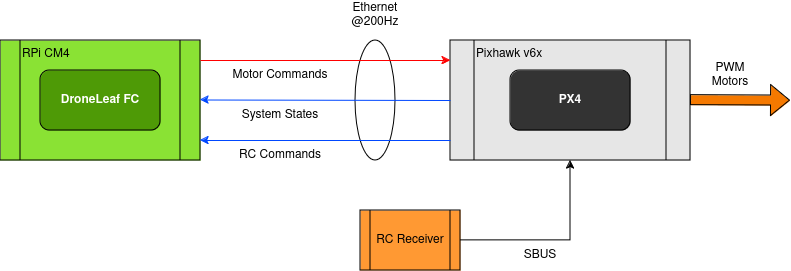 Ethernet
@200Hz
RPi CM4
Pixhawk v6x
Motor Commands
PWM
Motors
DroneLeaf FC
PX4
System States
RC Commands
RC Receiver
SBUS